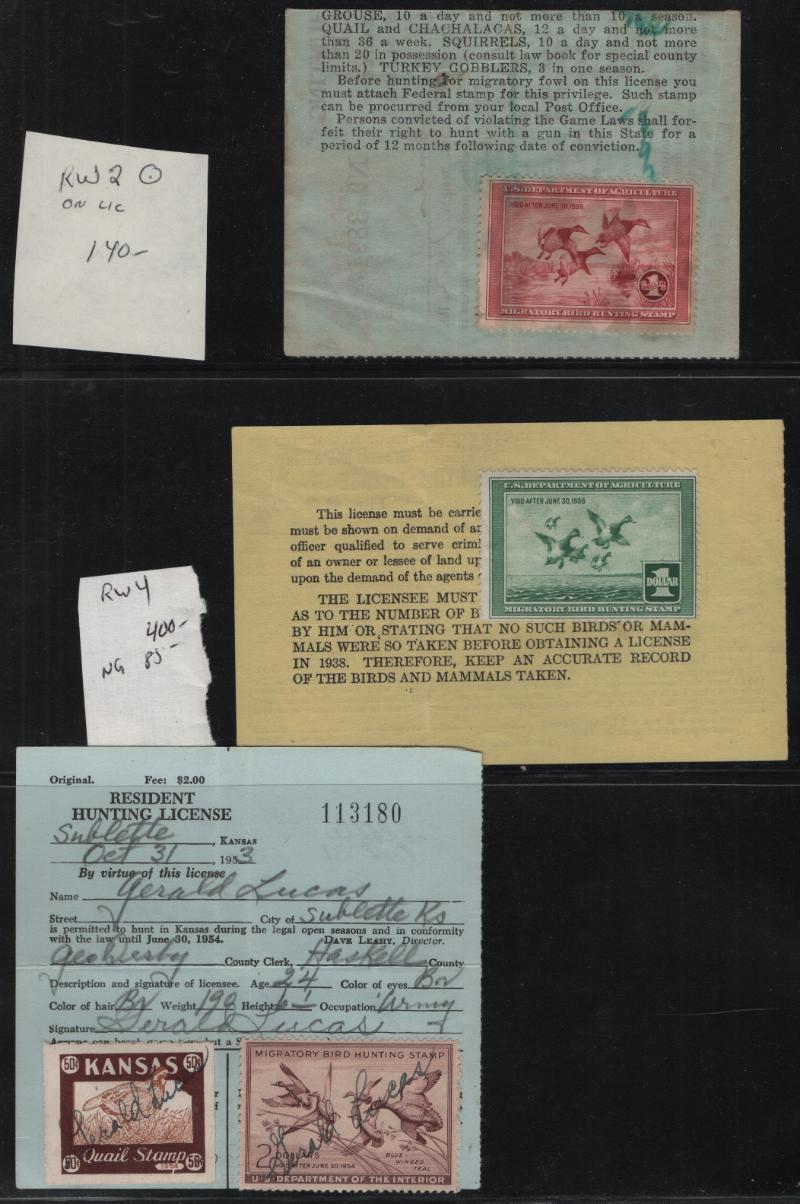 GROUSE, 10 a day and not more than 10 a season.
QUAIL and CHACHALACAS, 12 a day and not more
than 36 a week. SQUIRRELS, 10 a day and not more
than 20 in possession (consult law book for special county
limits.) TURKEY GOBBLERS, 3 in one season.
Before hunting for migratory fowl on this license you
must attach Federal stamp for this privilege. Such stamp
can be procurred from your local Post Office.
Persons convicted of violating the Game Laws shall for-
feit their right to hunt with a gun in this State for a
period of 12 months following date of conviction.
RW2
ON LIC
140-
U.S. DEPARTMENT OF AGRICULTURE
VOID AFTER JUNE 30, 1936
1
DOLLAR
MIGRATORY BIRD HUNTING STAMP
RW4
400-
NG 85-
This license must be carrie
must be shown on demand of an
officer qualified to serve crimi
of an owner or lessee of land up
upon the demand of the agents
THE LICENSEE MUST
AS TO THE NUMBER OF B
BY HIM OR STATING THAT NO SUCH BIRDS OR MAM-
MALS WERE SO TAKEN BEFORE OBTAINING A LICENSE
IN 1938. THEREFORE, KEEP AN ACCURATE RECORD
OF THE BIRDS AND MAMMALS TAKEN.
U.S. DEPARTMENT OF AGRICULTURE
VOID AFTER JUNE 30, 1938
1
DOLLAR
MIGRATORY BIRD HUNTING STAMP
Original. Fee: $2.00
RESIDENT
HUNTING LICENSE 113180
Sublette, KANSAS
Oct 31, 1953
By virtue of this license
Name Gerald Lucas
Street City of Sublette Ks
is permitted to hunt in Kansas during the legal open seasons and in conformity
with the law until June 30, 1954. DAVE LEAHY, Director.
County Clerk, Haskell County
Description and signature of licensee. Age 24 Color of eyes Br
Color of hair Br Weight 190 Height 6-1 Occupation Army
Signature Gerald Lucas
KANSAS
50¢ 50¢
Gerald Lucas
50¢ 50¢
Quail Stamp
1954
MIGRATORY BIRD HUNTING STAMP
Gerald Lucas
2 DOLLARS
VOID AFTER JUNE 30 1954
BLUE-
WINGED
TEAL
U.S. DEPARTMENT OF THE INTERIOR